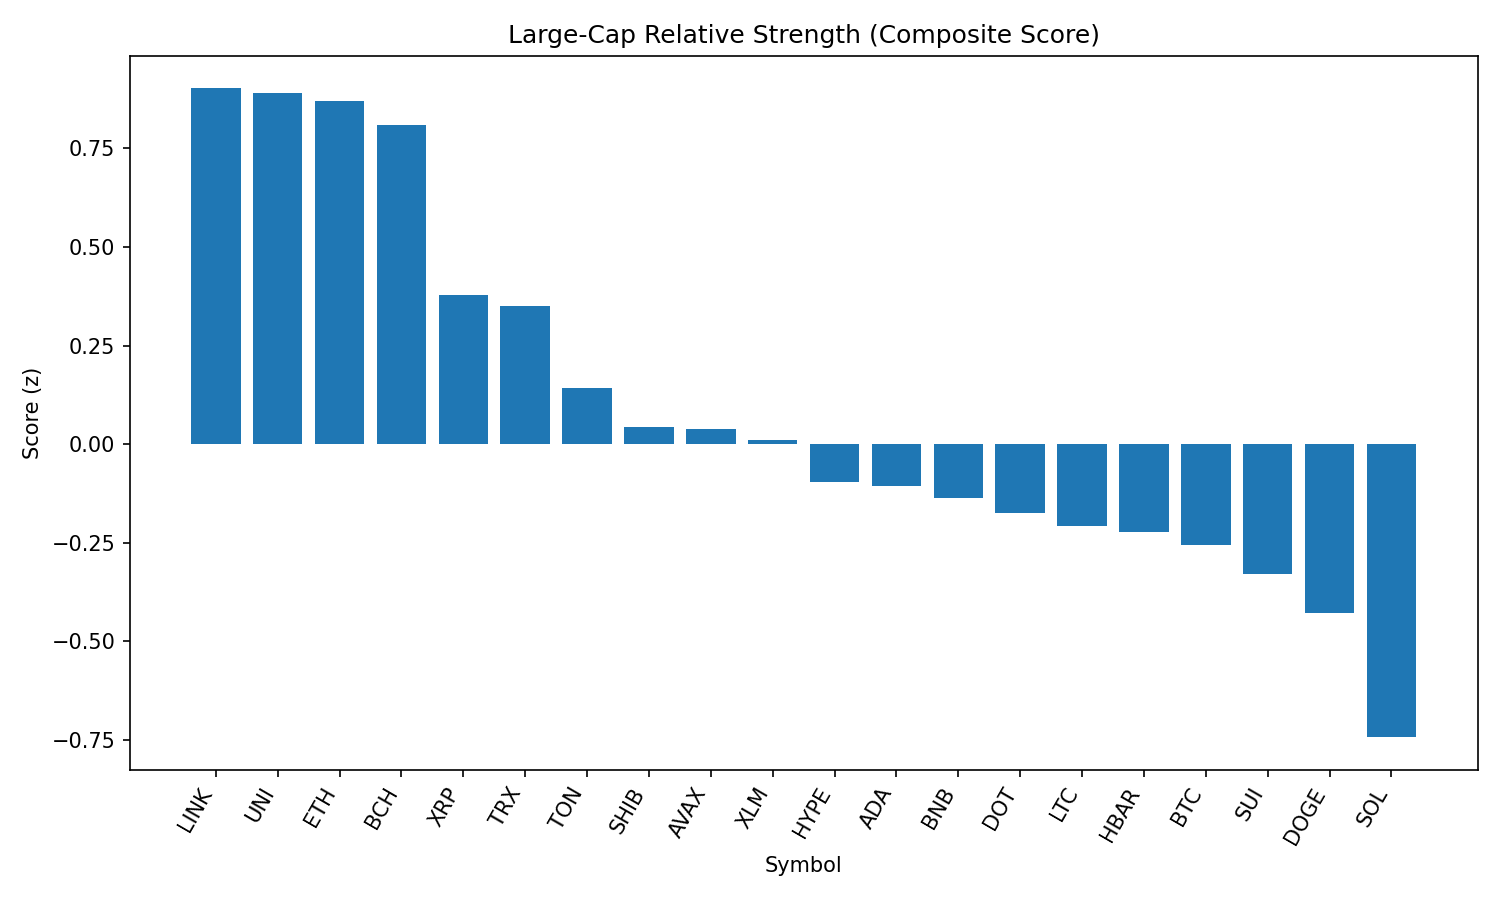 Large-Cap Relative Strength (Composite Score)
Score (z)
0.75
0.50
0.25
0.00
−0.25
−0.50
−0.75
LINK
UNI
ETH
BCH
XRP
TRX
TON
SHIB
AVAX
XLM
HYPE
ADA
BNB
DOT
LTC
HBAR
BTC
SUI
DOGE
SOL
Symbol